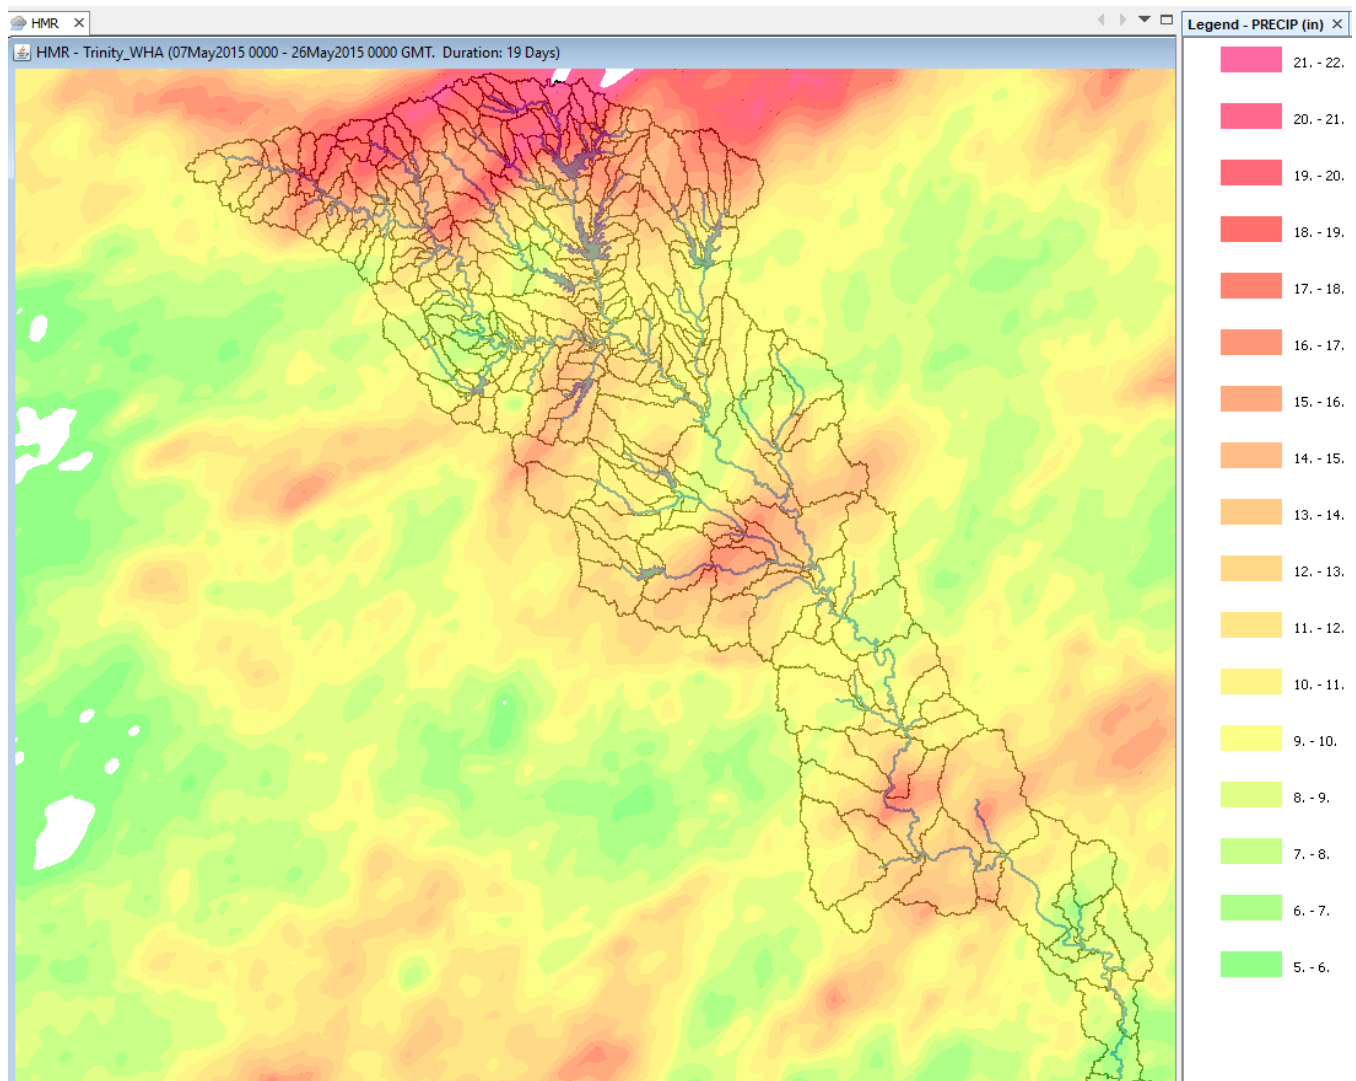 HMR
HMR - Trinity_WHA (07May2015 0000 - 26May2015 0000 GMT.  Duration: 19 Days)
Legend - PRECIP (in)
21. - 22.
20. - 21.
19. - 20.
18. - 19.
17. - 18.
16. - 17.
15. - 16.
14. - 15.
13. - 14.
12. - 13.
11. - 12.
10. - 11.
9. - 10.
8. - 9.
7. - 8.
6. - 7.
5. - 6.